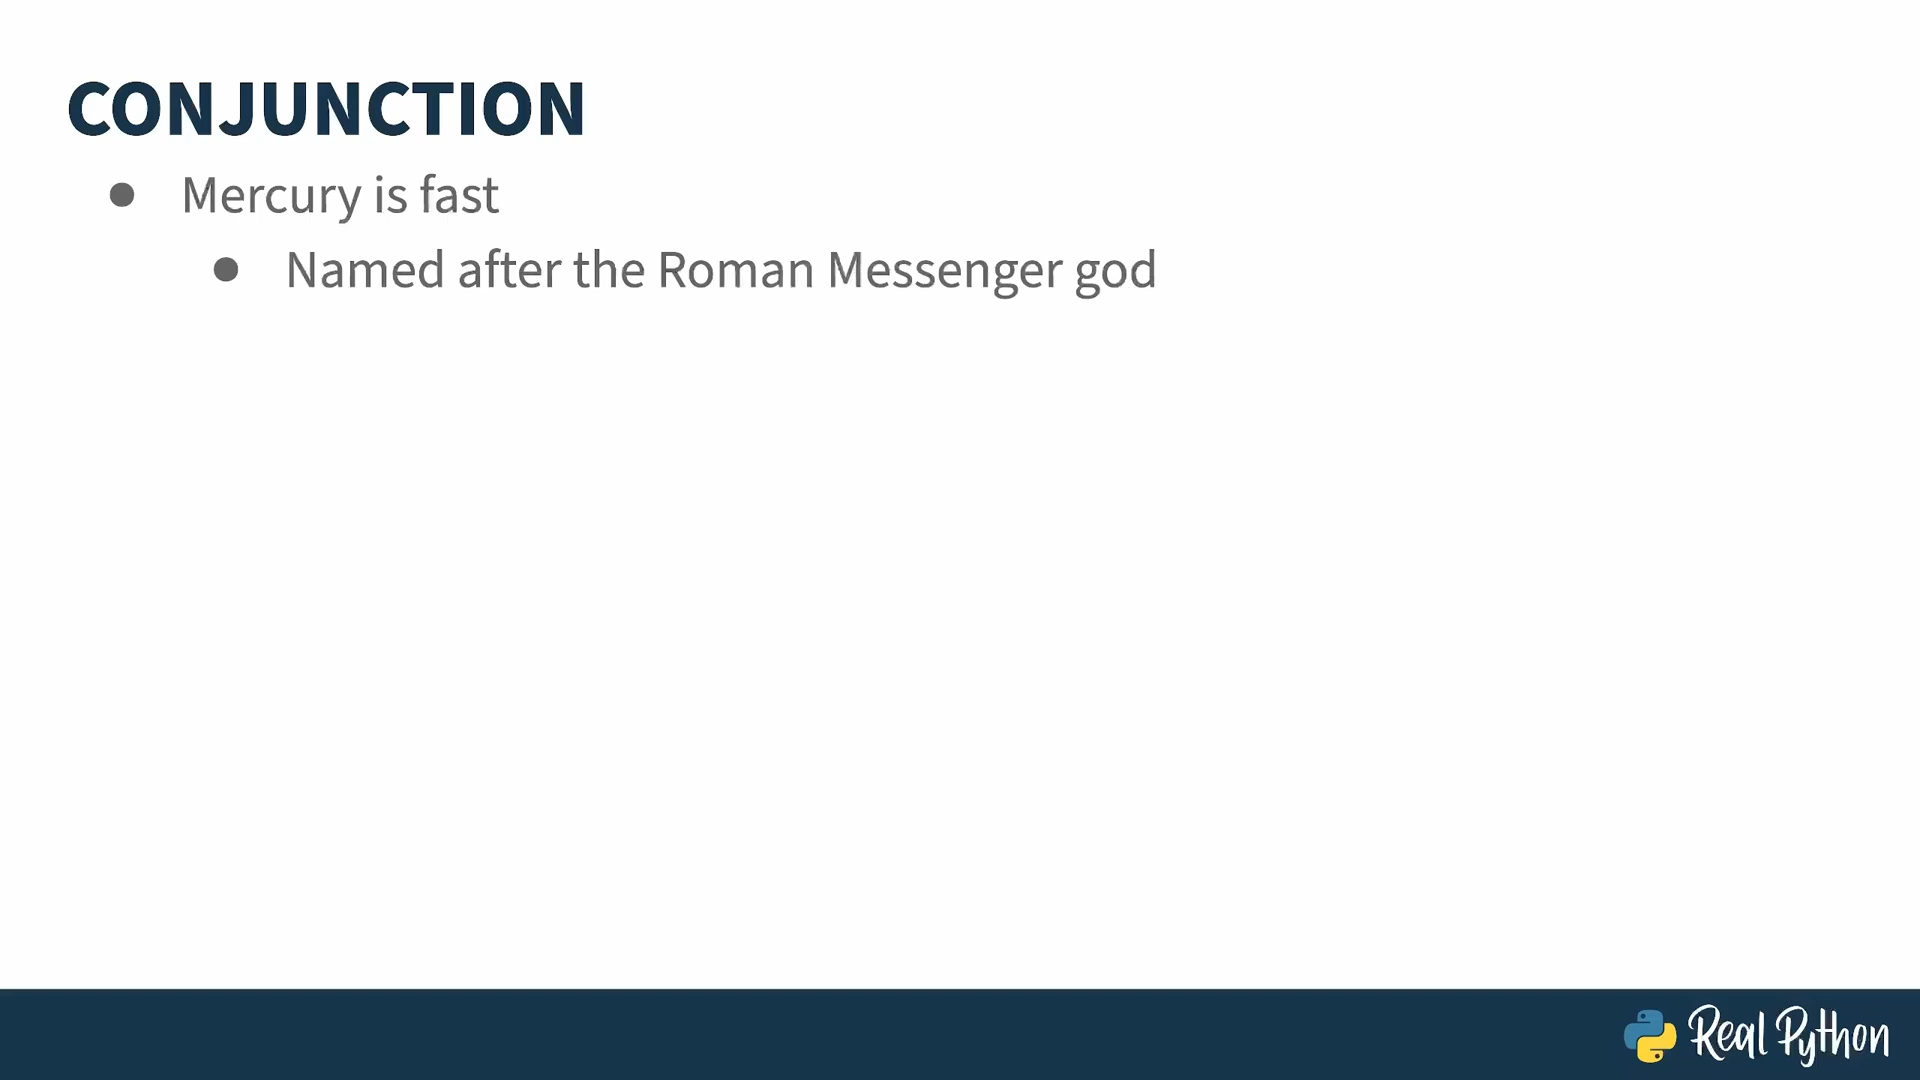 CONJUNCTION
● Mercury is fast
● Named after the Roman Messenger god
Real Python